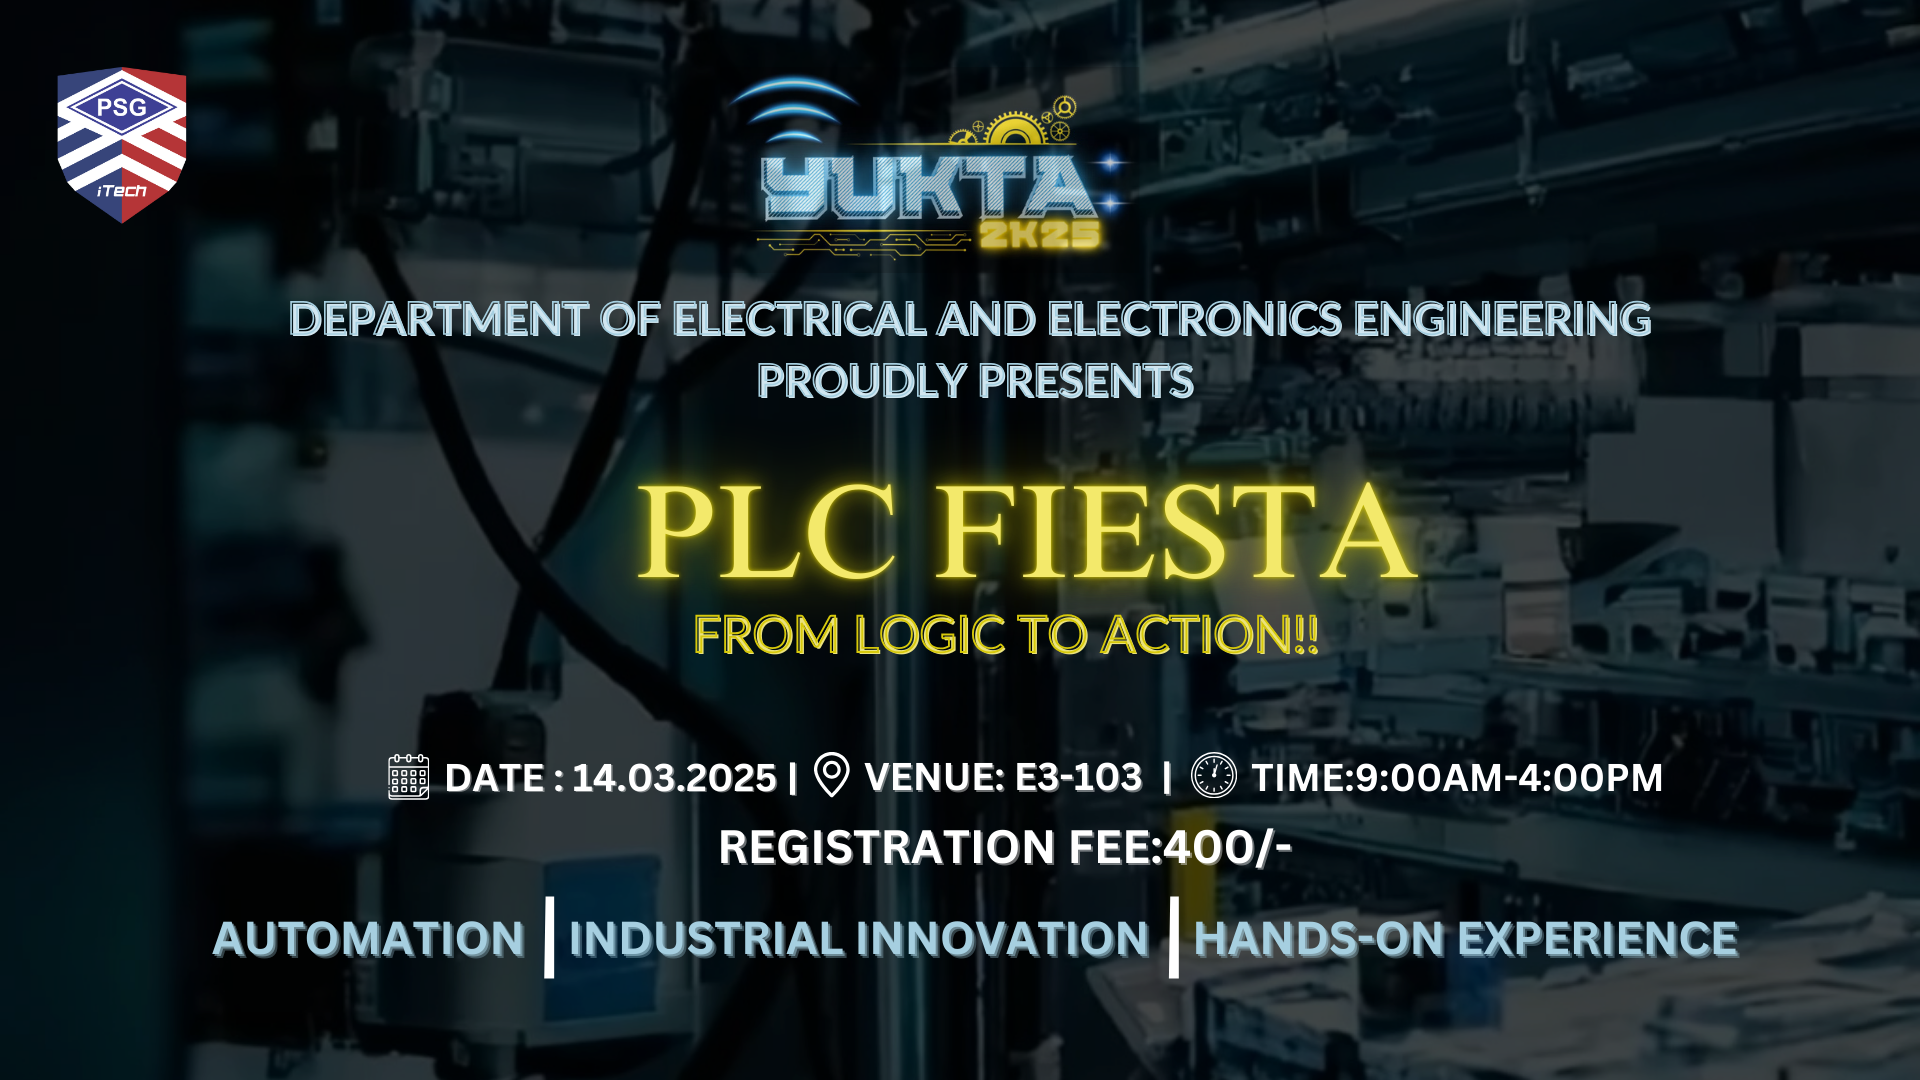 PSG
iTech
YUKTA
2K25
DEPARTMENT OF ELECTRICAL AND ELECTRONICS ENGINEERING
PROUDLY PRESENTS
PLC FIESTA
FROM LOGIC TO ACTION!!
DATE : 14.03.2025 | VENUE: E3-103 | TIME:9:00AM-4:00PM
REGISTRATION FEE:400/-
AUTOMATION | INDUSTRIAL INNOVATION | HANDS-ON EXPERIENCE